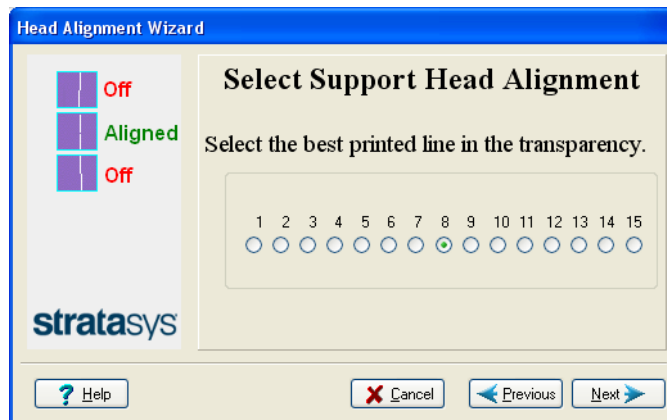 Head Alignment Wizard
Off
Aligned
Off
stratasys
Select Support Head Alignment
Select the best printed line in the transparency.
1 2 3 4 5 6 7 8 9 10 11 12 13 14 15
Help
Cancel
Previous
Next